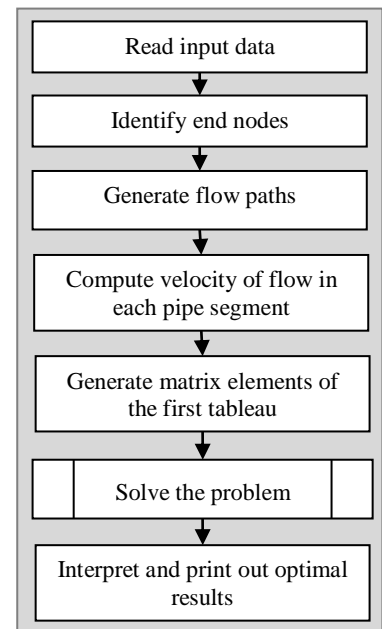 Read input data
Identify end nodes
Generate flow paths
Compute velocity of flow in
each pipe segment
Generate matrix elements of
the first tableau
Solve the problem
Interpret and print out optimal
results